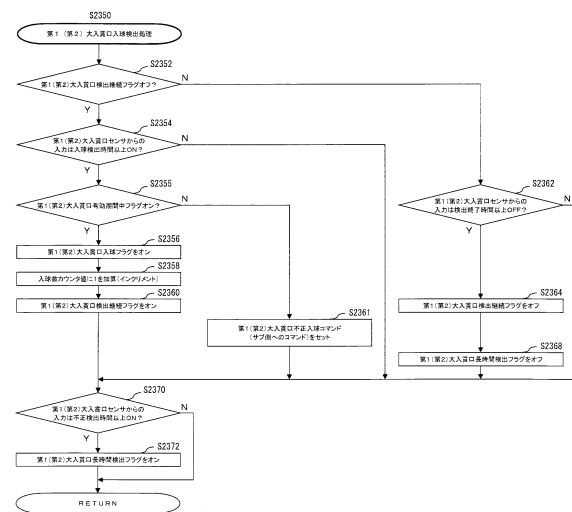 S2350
第1（第2）大入賞口入球検出処理
S2352
第1（第2）大入賞口検出継続フラグオフ？
N
Y
S2354
第1（第2）大入賞口センサからの
入力は入球検出時間以上ON？
N
Y
S2355
第1（第2）大入賞口有効期間中フラグオン？
N
Y
S2356
第1（第2）大入賞口入球フラグをオン
S2358
入球数カウンタ値に1を加算（インクリメント）
S2360
第1（第2）大入賞口検出継続フラグをオン
S2361
第1（第2）大入賞口不正入球コマンド
（サブ側へのコマンド）をセット
S2362
第1（第2）大入賞口センサからの
入力は検出終了時間以上OFF？
N
Y
S2364
第1（第2）大入賞口検出継続フラグをオフ
S2368
第1（第2）大入賞口長時間検出フラグをオフ
S2370
第1（第2）大入賞口センサからの
入力は不正検出時間以上ON？
N
Y
S2372
第1（第2）大入賞口長時間検出フラグをオン
RETURN